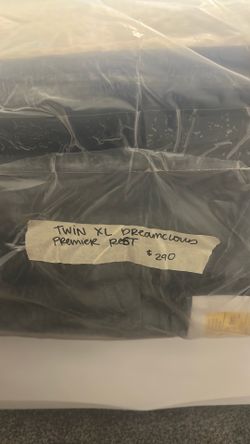 TWIN XL DREAMCLOUD
PREMIER REST
$290